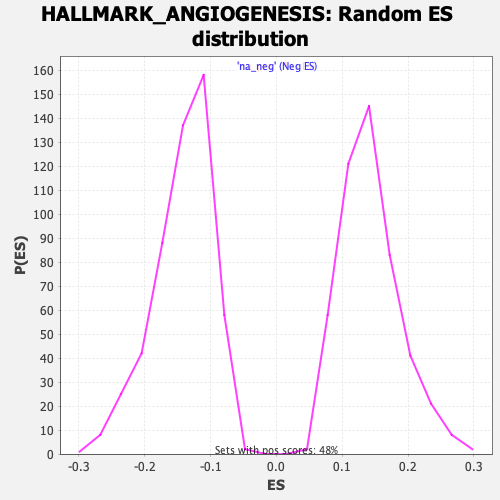 HALLMARK_ANGIOGENESIS: Random ES
distribution
'na_neg' (Neg ES)
160
150
140
130
120
110
100
90
80
70
60
50
40
30
20
10
0
P(ES)
Sets with pos scores: 48%
-0.3 -0.2 -0.1 0.0 0.1 0.2 0.3
ES